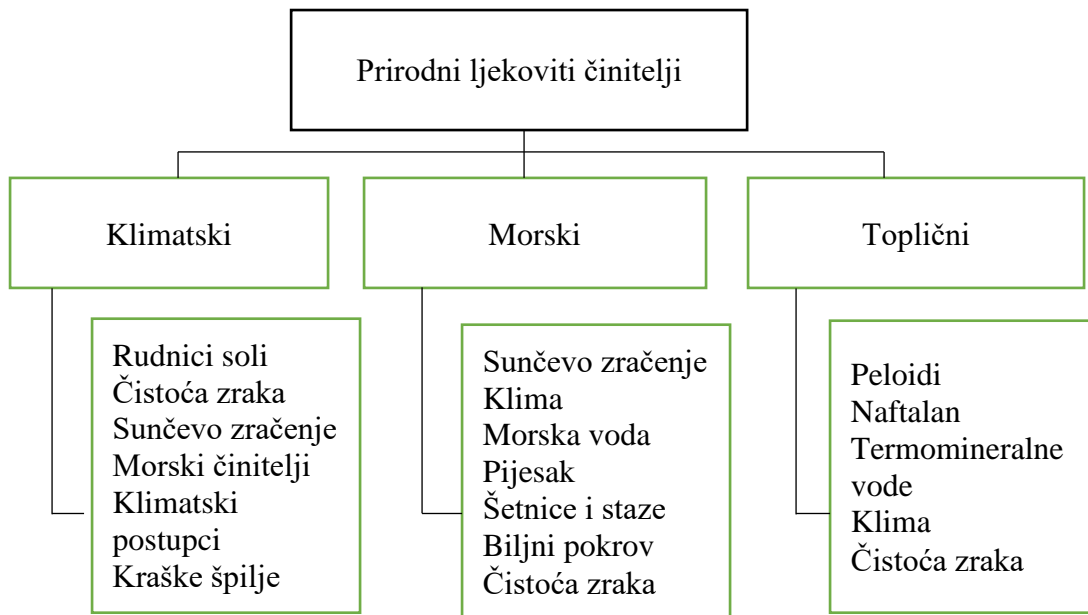 Prirodni ljekoviti činitelji
Klimatski
Morski
Toplični
Rudnici soli
Čistoća zraka
Sunčevo zračenje
Morski činitelji
Klimatski
postupci
Kraške špilje
Sunčevo zračenje
Klima
Morska voda
Pijesak
Šetnice i staze
Biljni pokrov
Čistoća zraka
Peloidi
Naftalan
Termomineralne
vode
Klima
Čistoća zraka